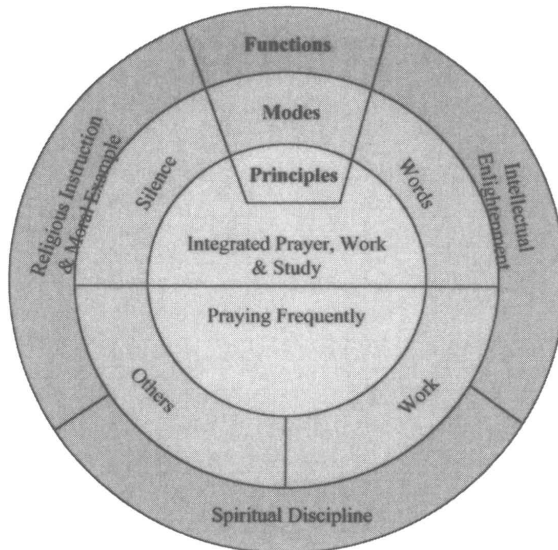 Functions
Modes
Principles
Religious Instruction
& Moral Example
Silence
Words
Intellectual
Enlightenment
Integrated Prayer, Work
& Study
Praying Frequently
Others
Work
Spiritual Discipline